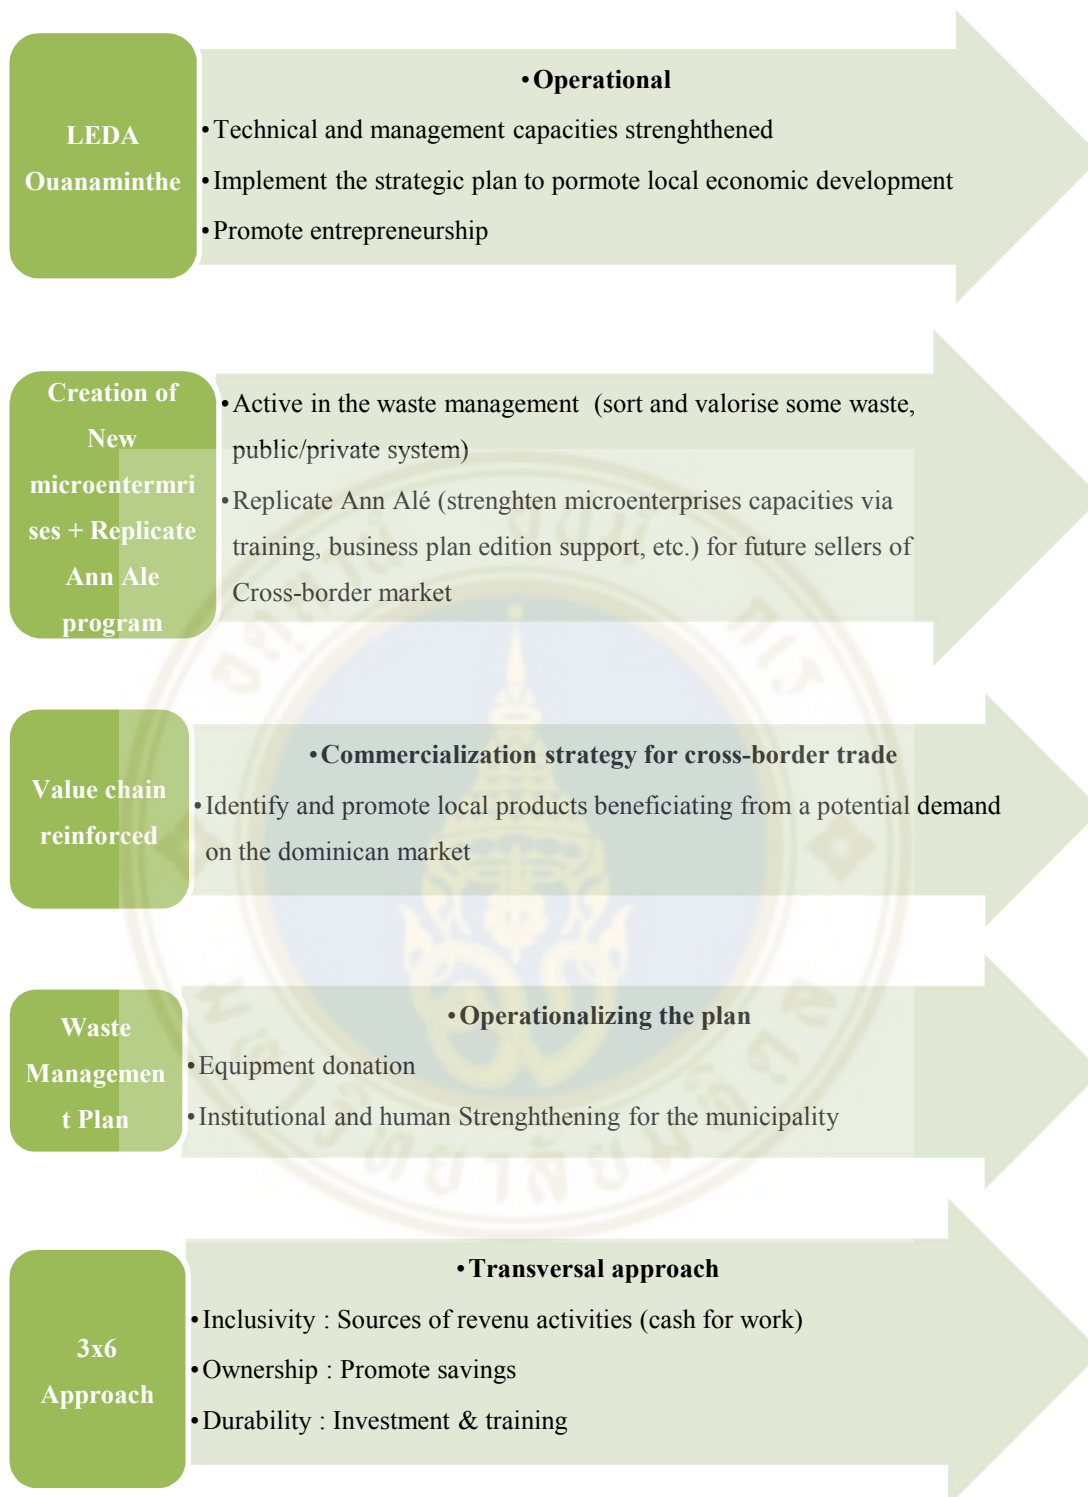 LEDA
Ouanaminthe
•Operational
•Technical and management capacities strenghthened
•Implement the strategic plan to pormote local economic development
•Promote entrepreneurship
Creation of
New
microentermri
ses + Replicate
Ann Ale
program
•Active in the waste management (sort and valorise some waste,
public/private system)
•Replicate Ann Alé (strenghten microenterprises capacities via
training, business plan edition support, etc.) for future sellers of
Cross-border market
Value chain
reinforced
•Commercialization strategy for cross-border trade
•Identify and promote local products beneficiating from a potential demand
on the dominican market
Waste
Managemen
t Plan
•Operationalizing the plan
•Equipment donation
•Institutional and human Strenghthening for the municipality
3x6
Approach
•Transversal approach
•Inclusivity : Sources of revenu activities (cash for work)
•Ownership : Promote savings
•Durability : Investment & training